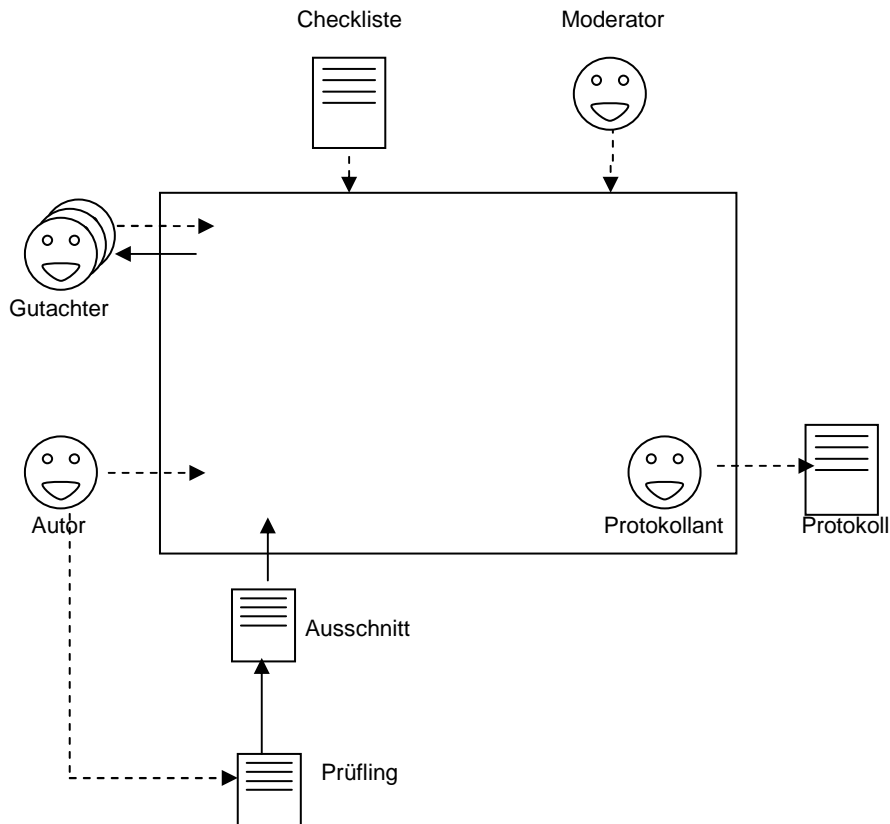 Checkliste
Moderator
Gutachter
Autor
Protokollant
Protokoll
Ausschnitt
Prüfling